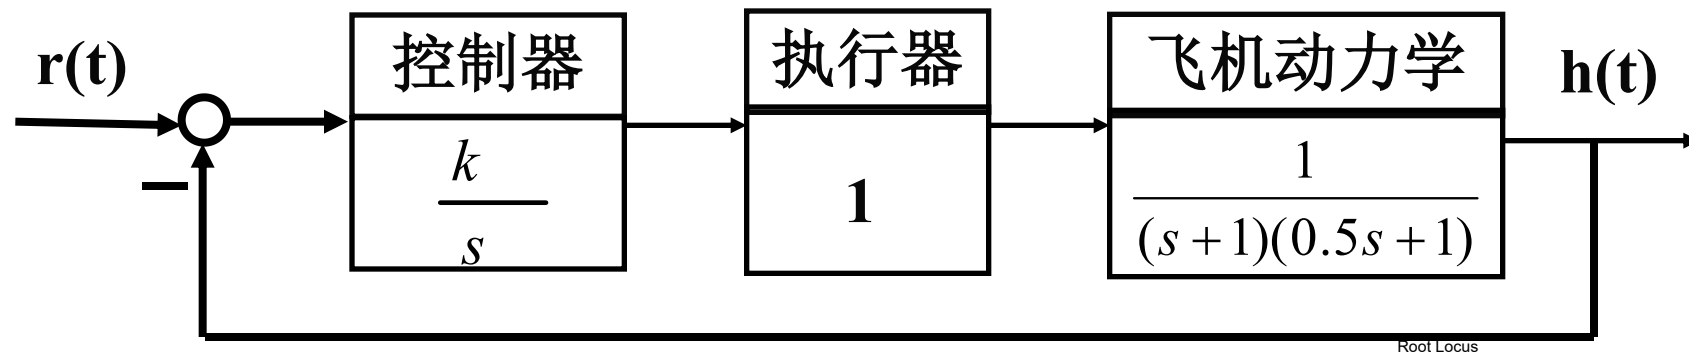 r(t)
控制器
执行器
飞机动力学
h(t)
k
s
1
1
(s+1)(0.5s+1)
−
Root Locus